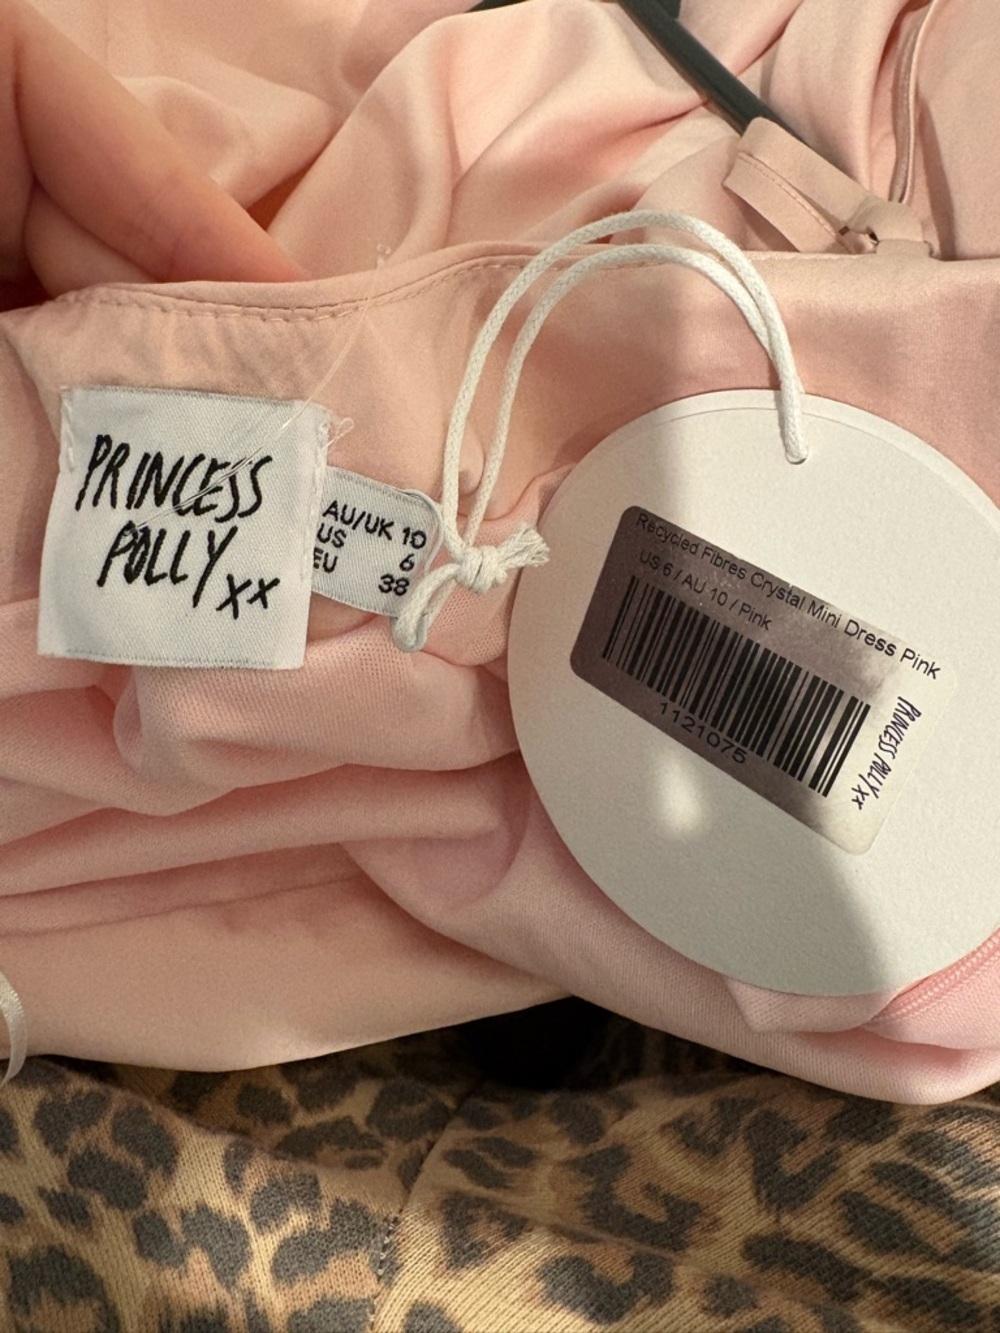 PRINCESS
POLLY xx
AU/UK 10
US 6
EU 38
Recycled Fibres Crystal Mini Dress Pink
US 6 / AU 10 / Pink
1121075
PRINCESS POLLY xx